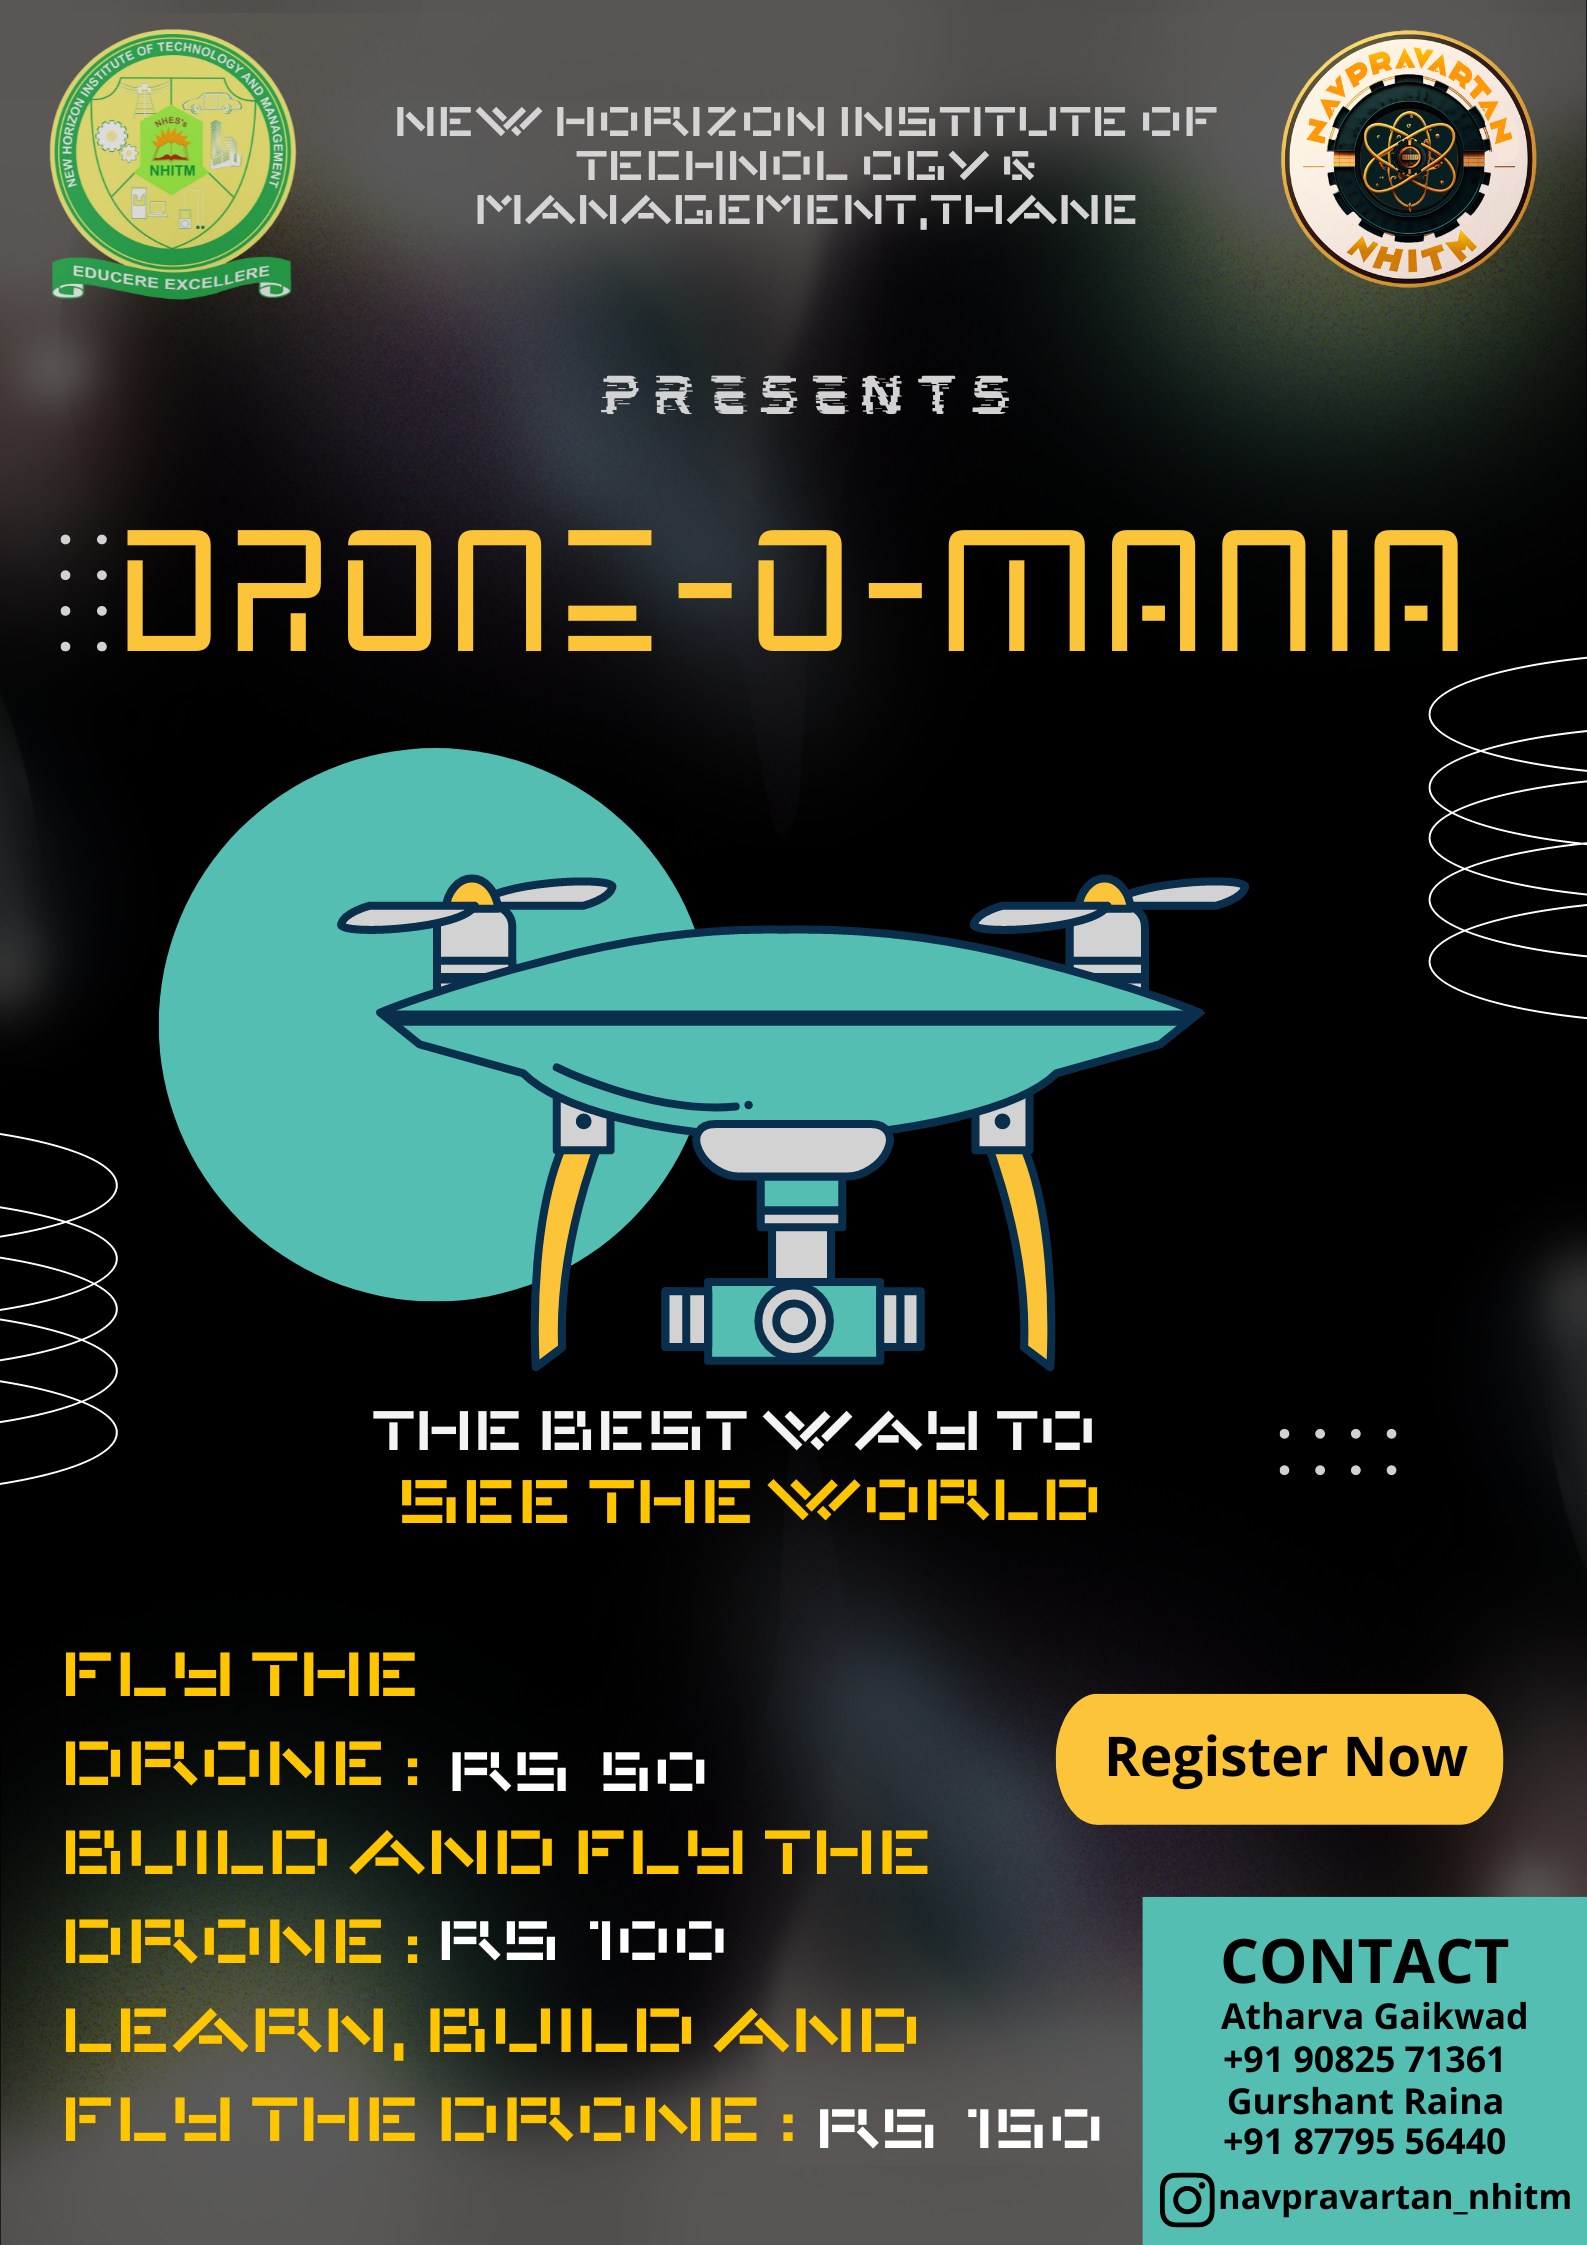 NEW HORIZON INSTITUTE OF TECHNOLOGY AND MANAGEMENT
NHES's
NHITM
EDUCERE EXCELLERE
NEW HORIZON INSTITUTE OF
TECHNOLOGY &
MANAGEMENT,THANE
NAVPRAVARTAN
NHITM
PRESENTS
DRONE-O-MANIA
THE BEST WAY TO
SEE THE WORLD
FLY THE
DRONE : RS 50
BUILD AND FLY THE
DRONE : RS 100
LEARN, BUILD AND
FLY THE DRONE : RS 150
Register Now
CONTACT
Atharva Gaikwad
+91 90825 71361
Gurshant Raina
+91 87795 56440
navpravartan_nhitm